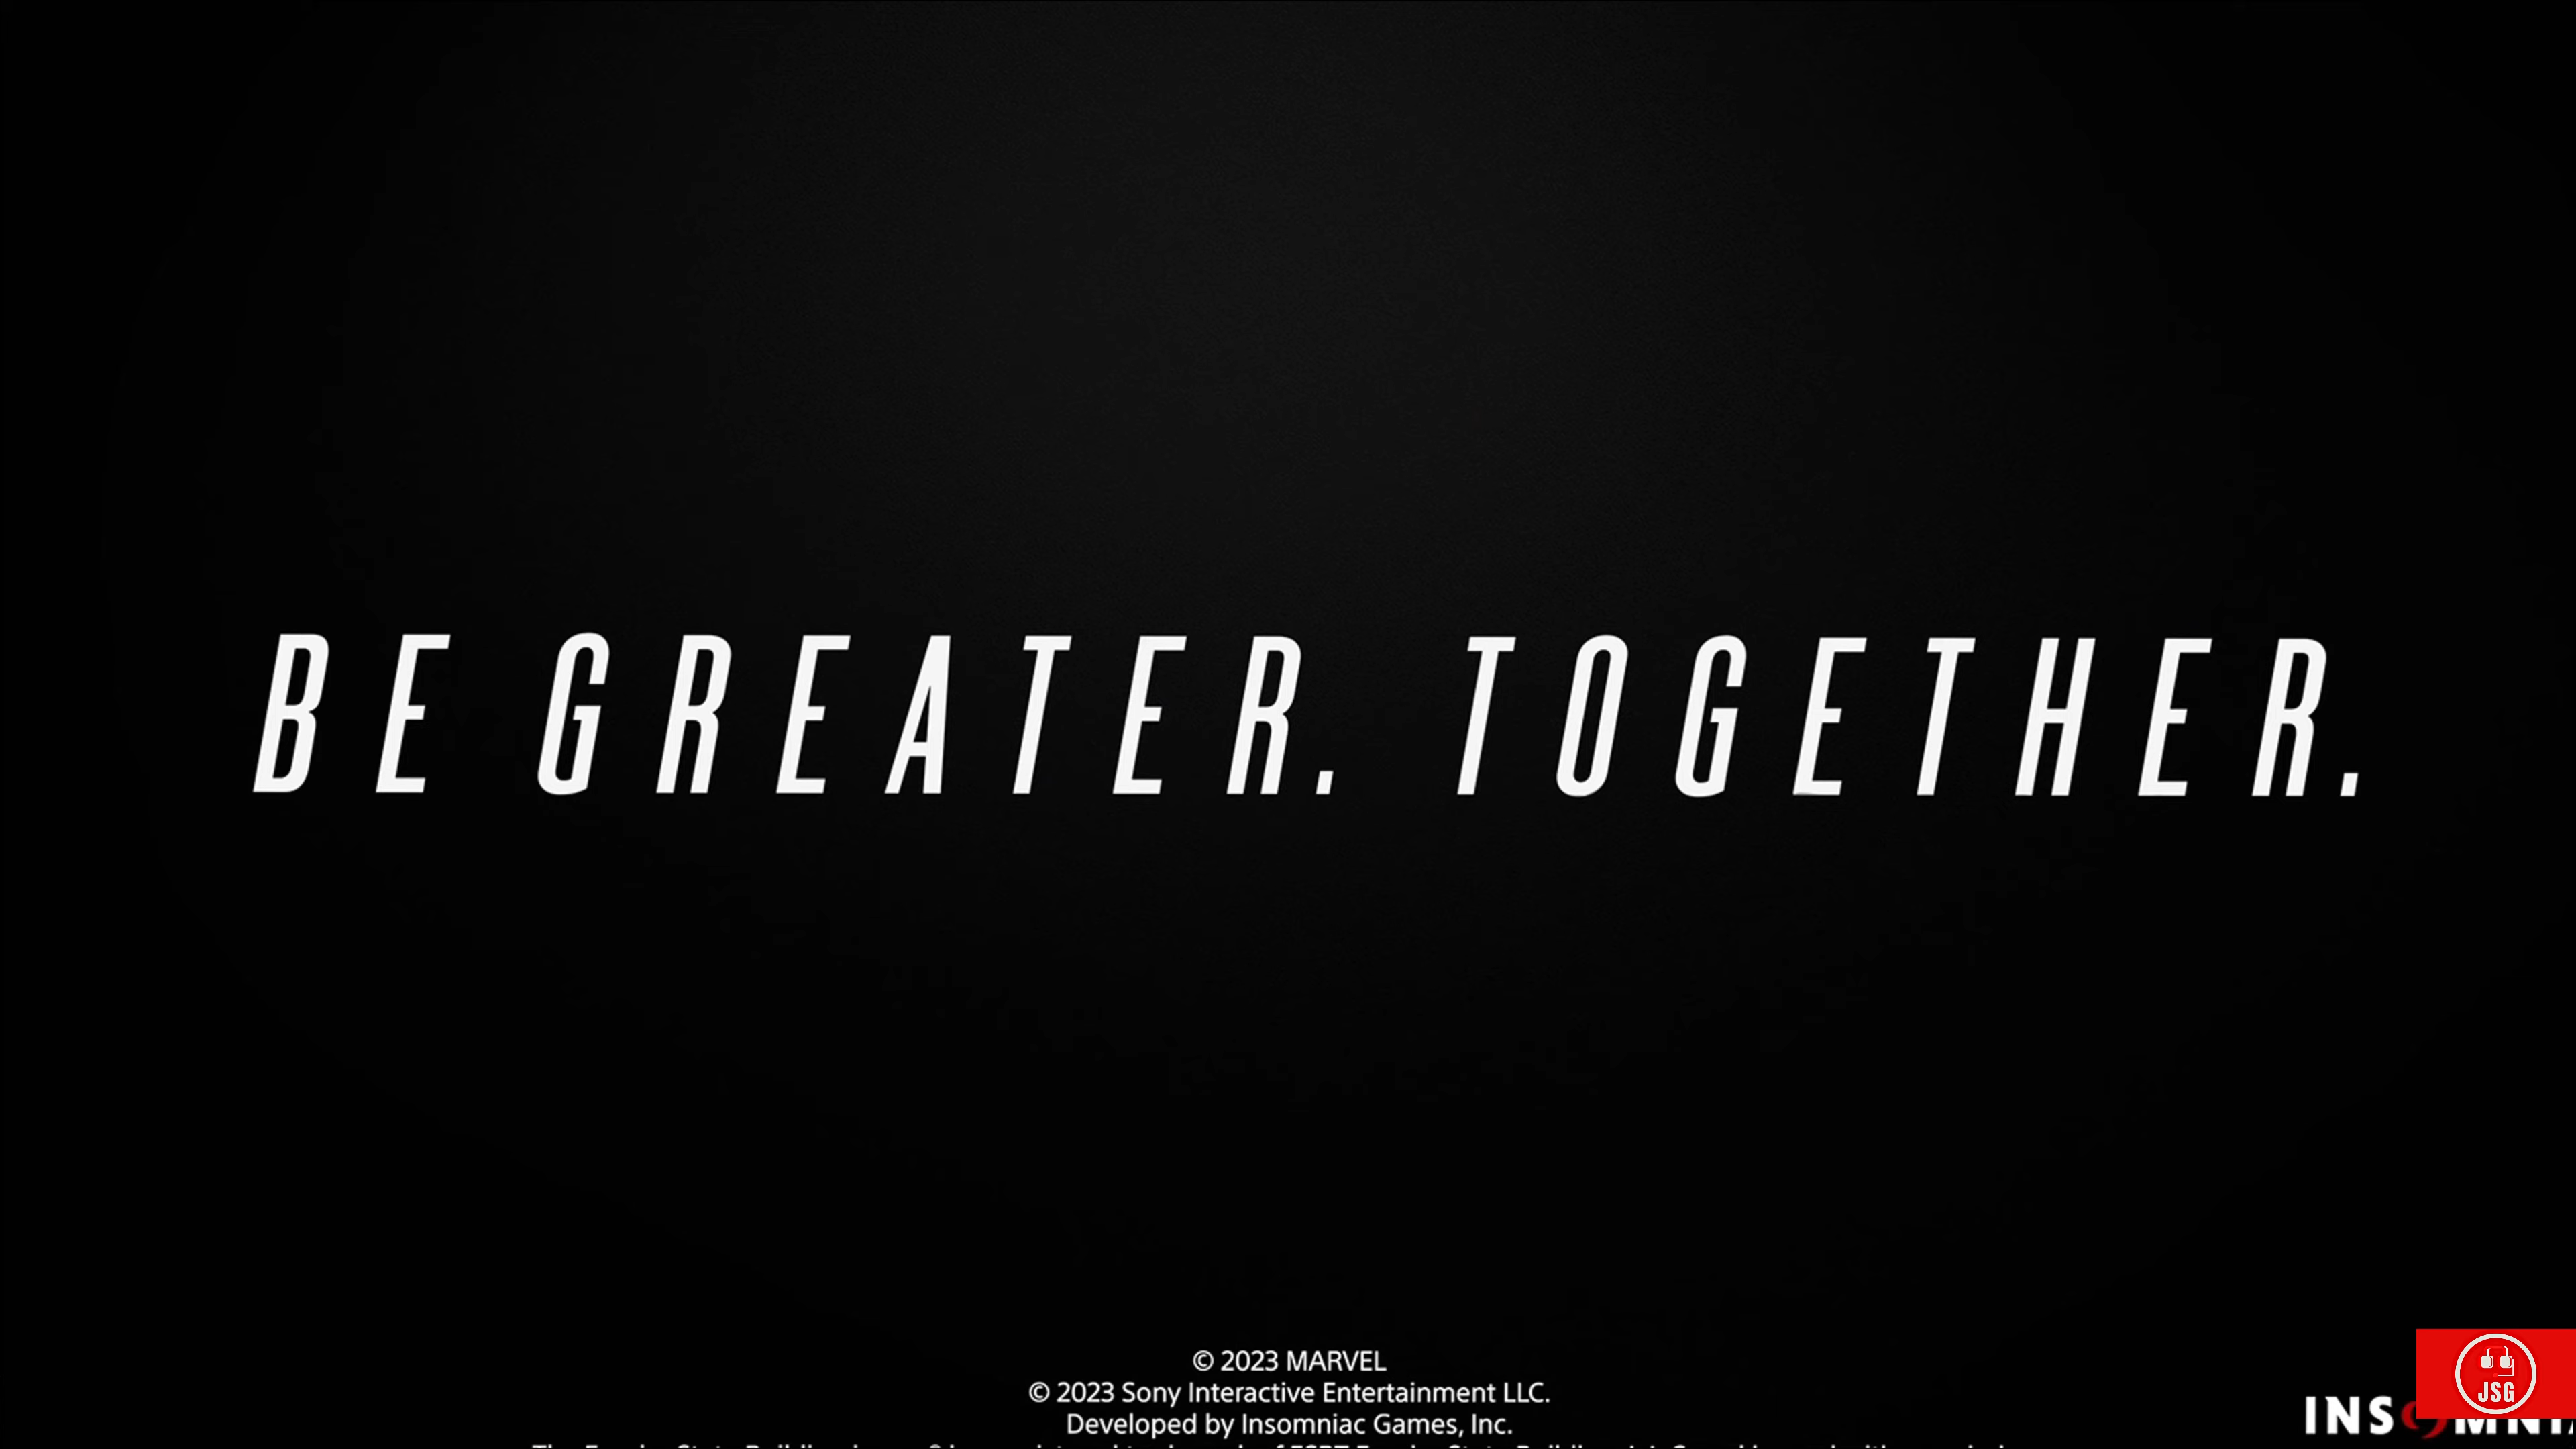 BE GREATER. TOGETHER.
© 2023 MARVEL
© 2023 Sony Interactive Entertainment LLC.
Developed by Insomniac Games, Inc.
JSG